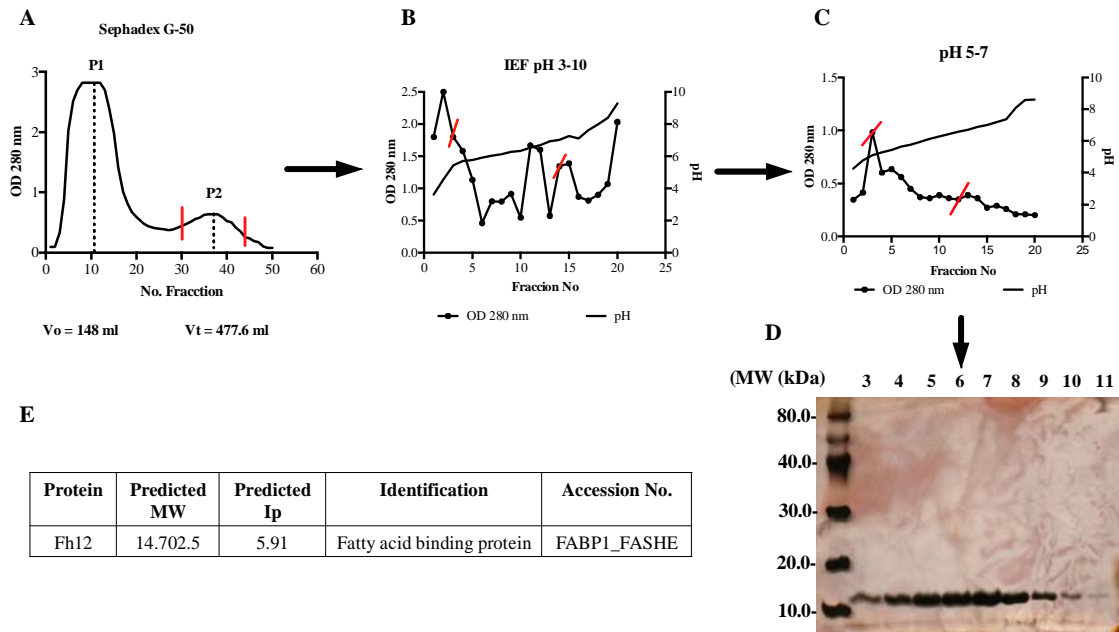 A
Sephadex G-50
P1
P2
3
2
1
0
OD 280 nm
0 10 20 30 40 50 60
No. Fracction
Vo = 148 ml Vt = 477.6 ml
B
IEF pH 3-10
2.5
2.0
1.5
1.0
0.5
0.0
OD 280 nm
10
8
6
4
2
0
pH
0 5 10 15 20 25
Fraccion No
OD 280 nm pH
C
pH 5-7
1.5
1.0
0.5
0.0
OD 280 nm
10
8
6
4
2
0
pH
0 5 10 15 20 25
Fraccion No
OD 280 nm pH
D
(MW (kDa) 3 4 5 6 7 8 9 10 11
80.0-
40.0-
30.0-
20.0-
10.0-
E
Protein Predicted MW Predicted Ip Identification Accession No.
Fh12 14.702.5 5.91 Fatty acid binding protein FABP1_FASHE